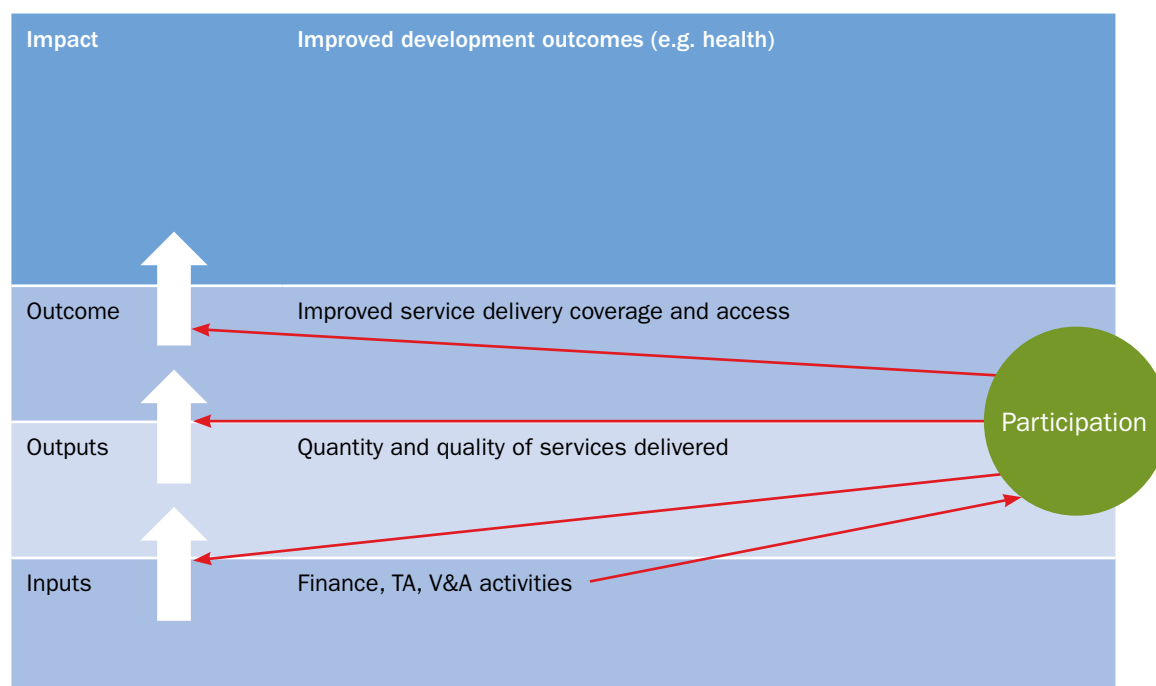 Impact
Improved development outcomes (e.g. health)
Outcome
Improved service delivery coverage and access
Participation
Outputs
Quantity and quality of services delivered
Inputs
Finance, TA, V&A activities